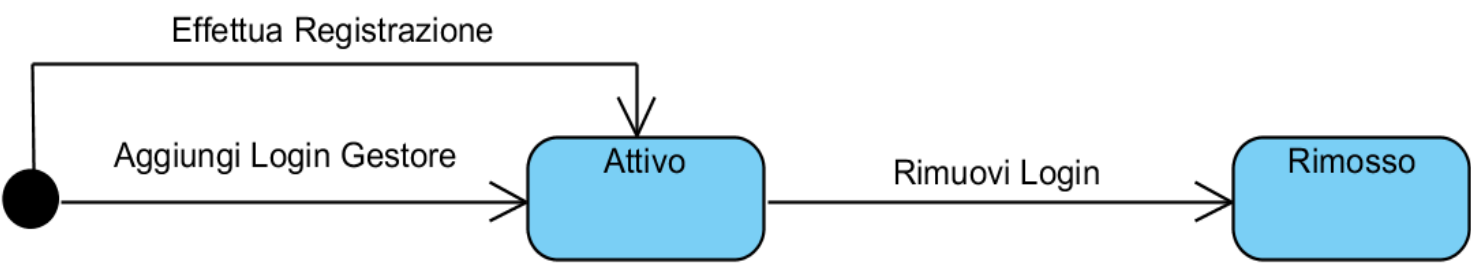 Effettua Registrazione
Aggiungi Login Gestore
Attivo
Rimuovi Login
Rimosso